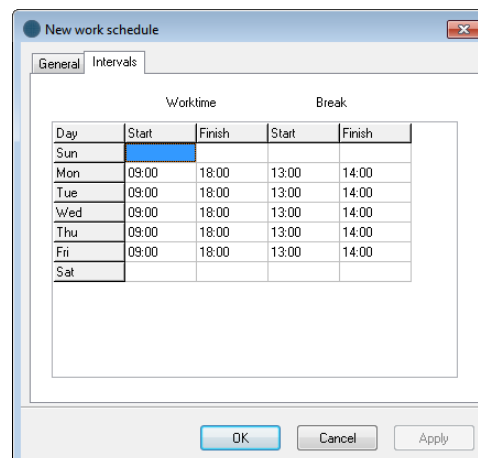 New work schedule
General Intervals
Worktime Break
Day Start Finish Start Finish
Sun
Mon 09:00 18:00 13:00 14:00
Tue 09:00 18:00 13:00 14:00
Wed 09:00 18:00 13:00 14:00
Thu 09:00 18:00 13:00 14:00
Fri 09:00 18:00 13:00 14:00
Sat
OK Cancel Apply